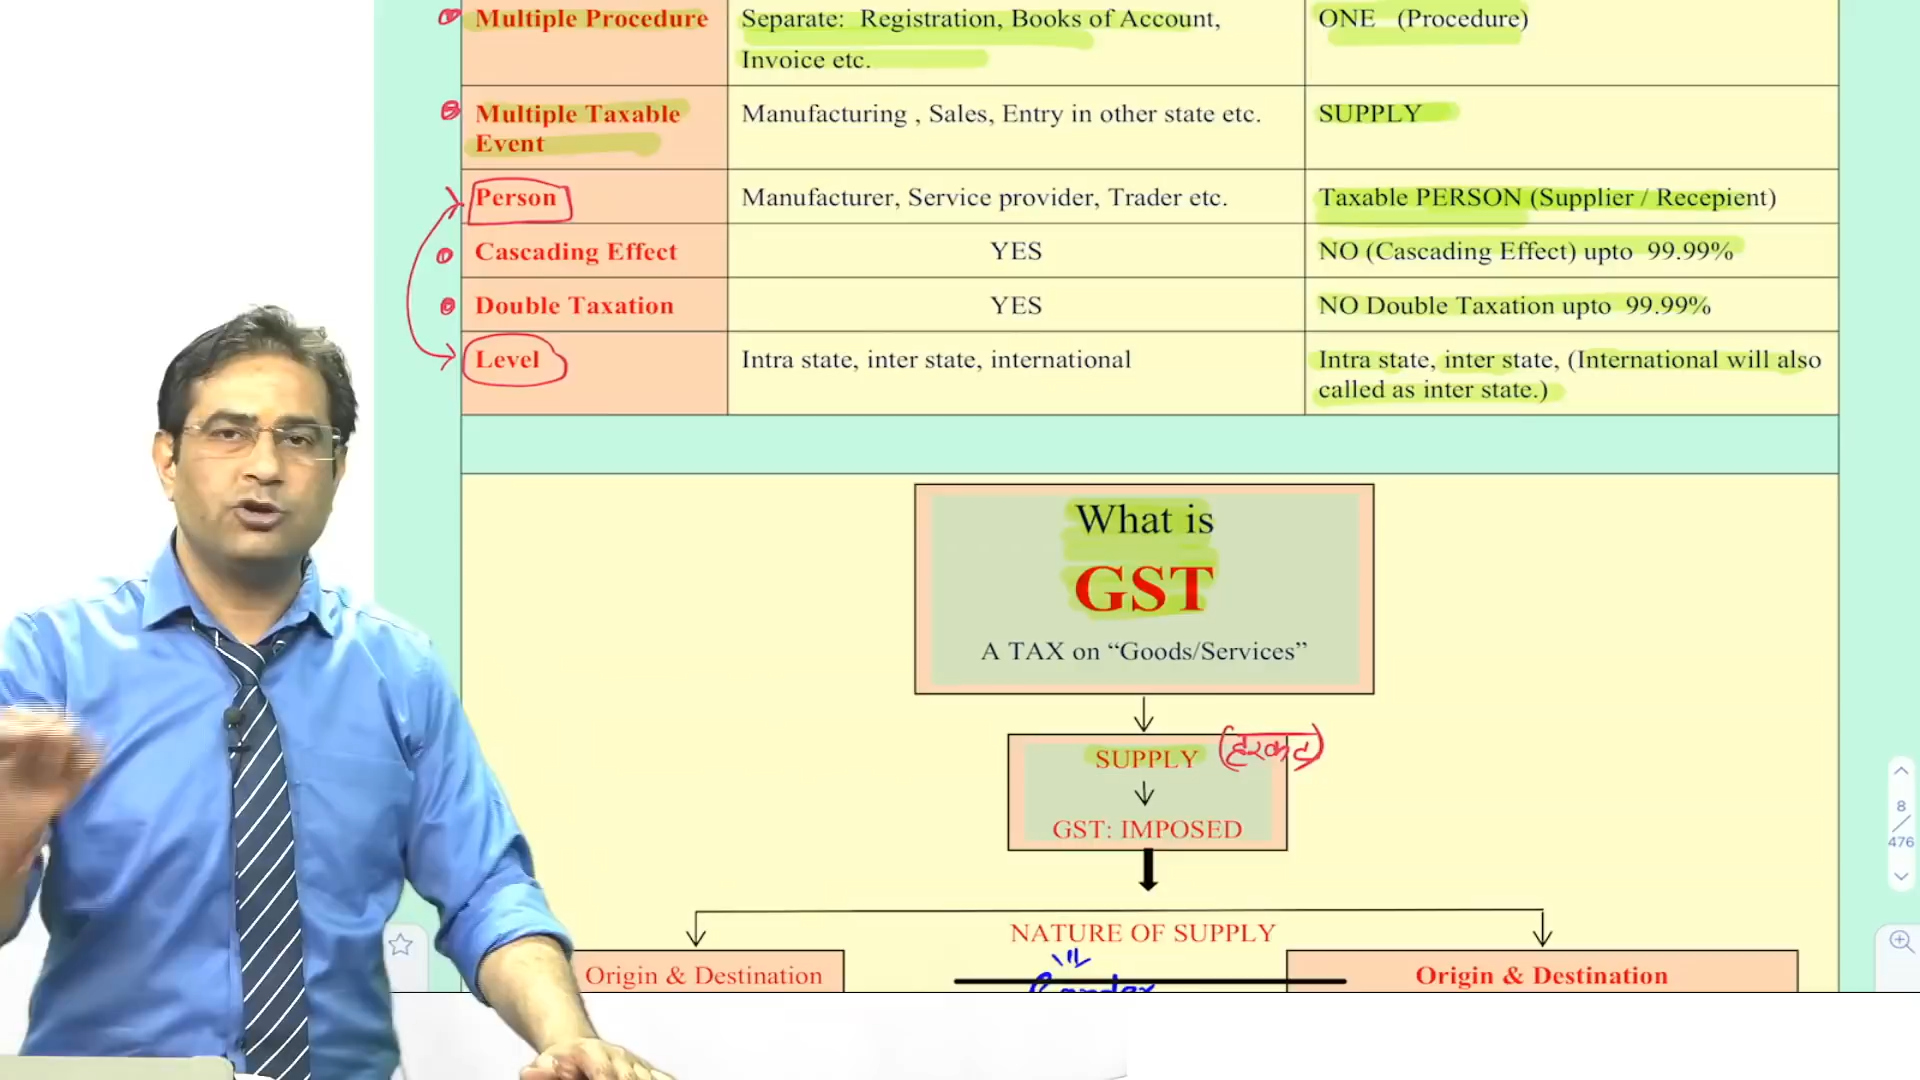 Multiple Procedure
Separate: Registration, Books of Account,
Invoice etc.
ONE (Procedure)
Multiple Taxable
Event
Manufacturing , Sales, Entry in other state etc.
SUPPLY
Person
Manufacturer, Service provider, Trader etc.
Taxable PERSON (Supplier / Recepient)
Cascading Effect
YES
NO (Cascading Effect) upto 99.99%
Double Taxation
YES
NO Double Taxation upto 99.99%
Level
Intra state, inter state, international
Intra state, inter state, (International will also
called as inter state.)
What is
GST
A TAX on “Goods/Services”
SUPPLY
(हरकत)
GST: IMPOSED
NATURE OF SUPPLY
Origin & Destination
Origin & Destination
8
/
476